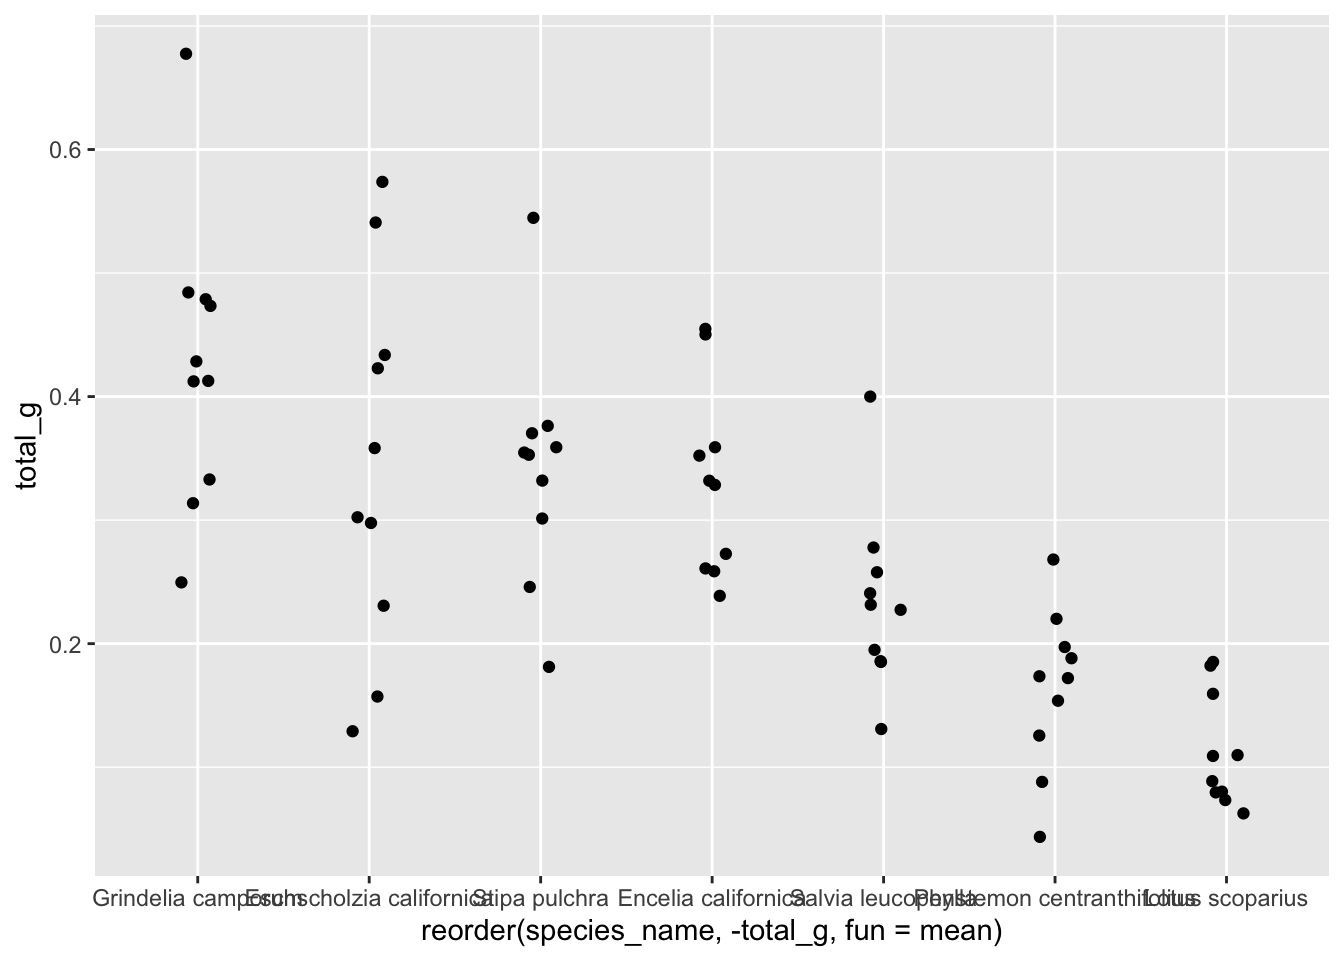 total_g
0.6
0.4
0.2
Grindelia camporum Eschscholzia californica Stipa pulchra Encelia californica Salvia leucophylla Penstemon centranthifolius Lotus scoparius
reorder(species_name, -total_g, fun = mean)